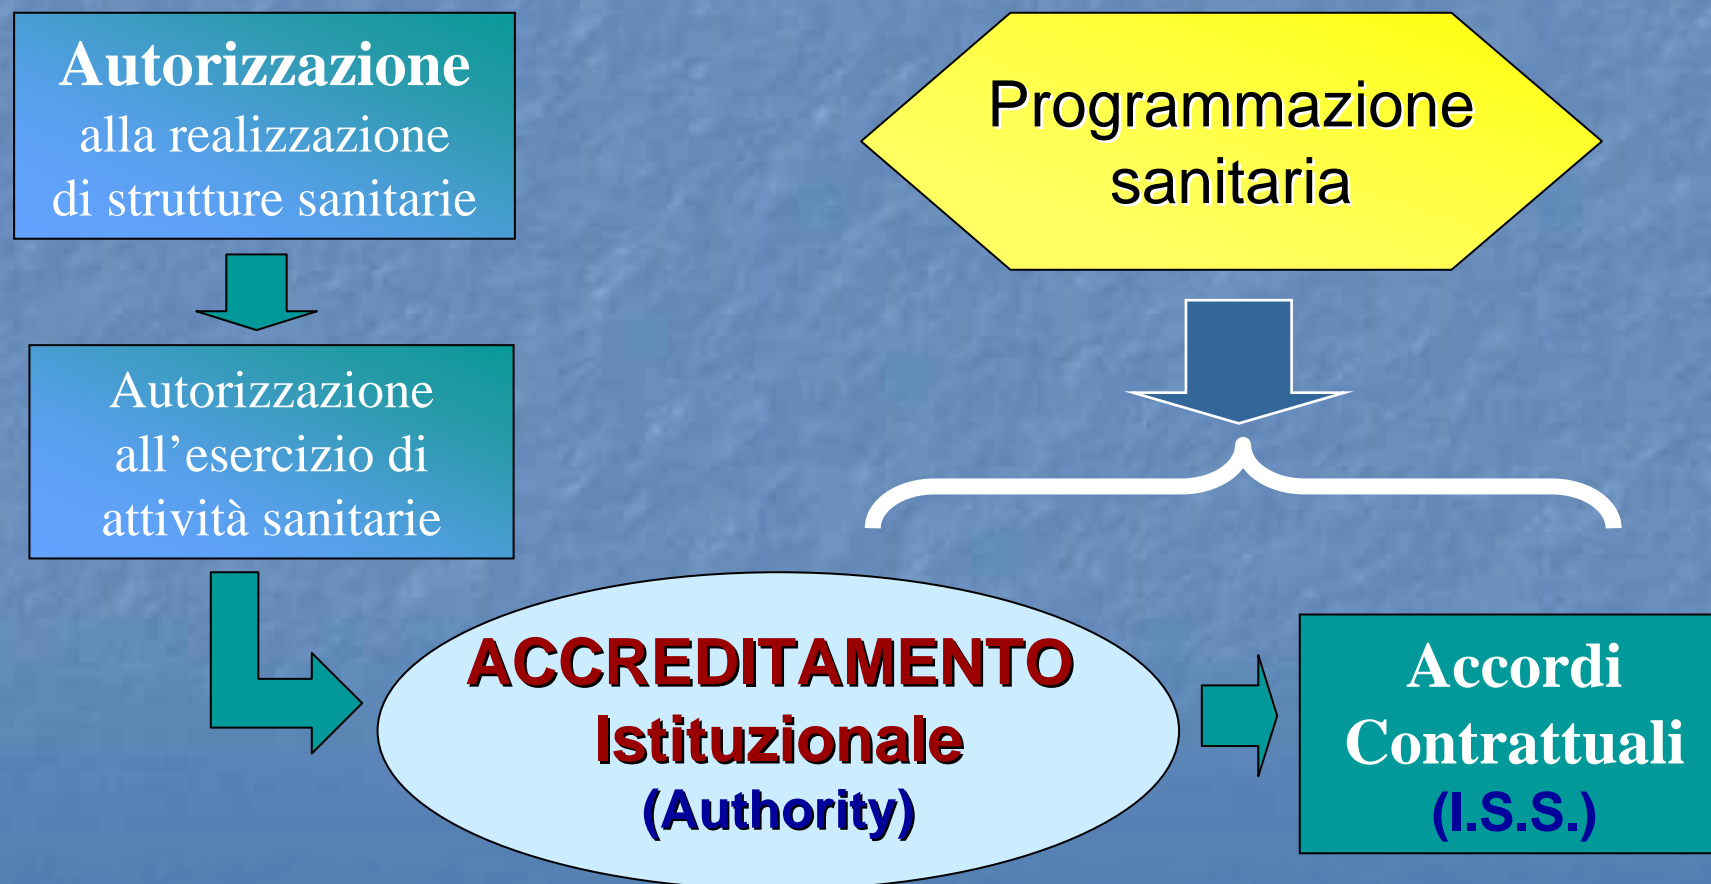 Autorizzazione
alla realizzazione
di strutture sanitarie
Programmazione
sanitaria
Autorizzazione
all’esercizio di
attività sanitarie
ACCREDITAMENTO
Istituzionale
(Authority)
Accordi
Contrattuali
(I.S.S.)